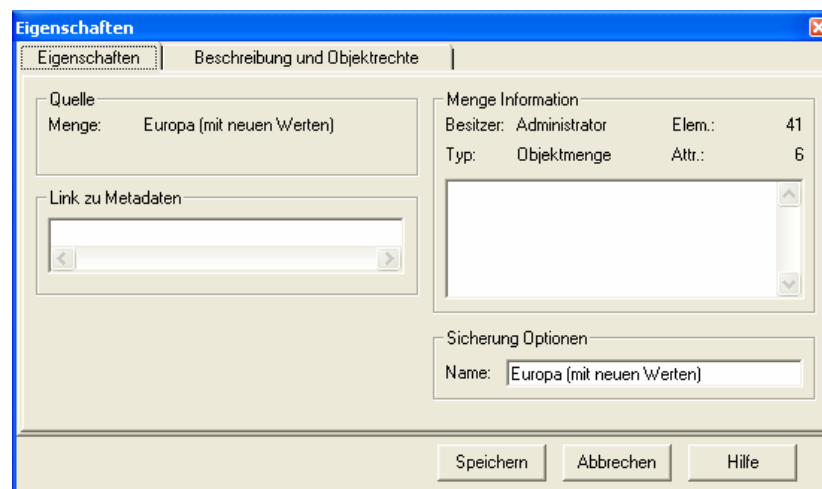 Eigenschaften
Eigenschaften Beschreibung und Objektrechte
Quelle
Menge: Europa (mit neuen Werten)
Link zu Metadaten
Menge Information
Besitzer: Administrator Elem.: 41
Typ: Objektmenge Attr.: 6
Sicherung Optionen
Name: Europa (mit neuen Werten)
Speichern Abbrechen Hilfe